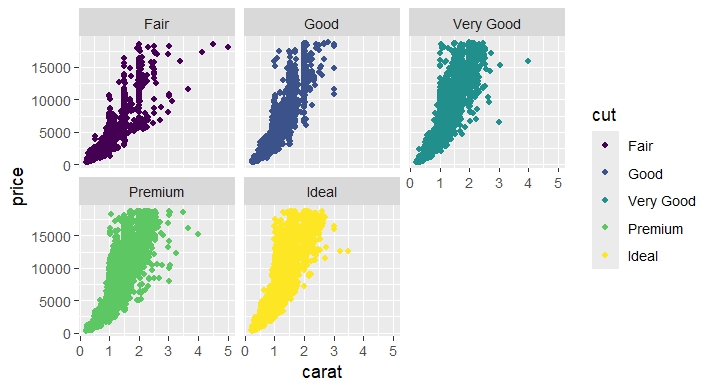 Fair Good Very Good
15000
10000
5000
0
0 1 2 3 4 5
Premium Ideal
15000
10000
5000
0
0 1 2 3 4 5 0 1 2 3 4 5
price
carat
cut
Fair
Good
Very Good
Premium
Ideal